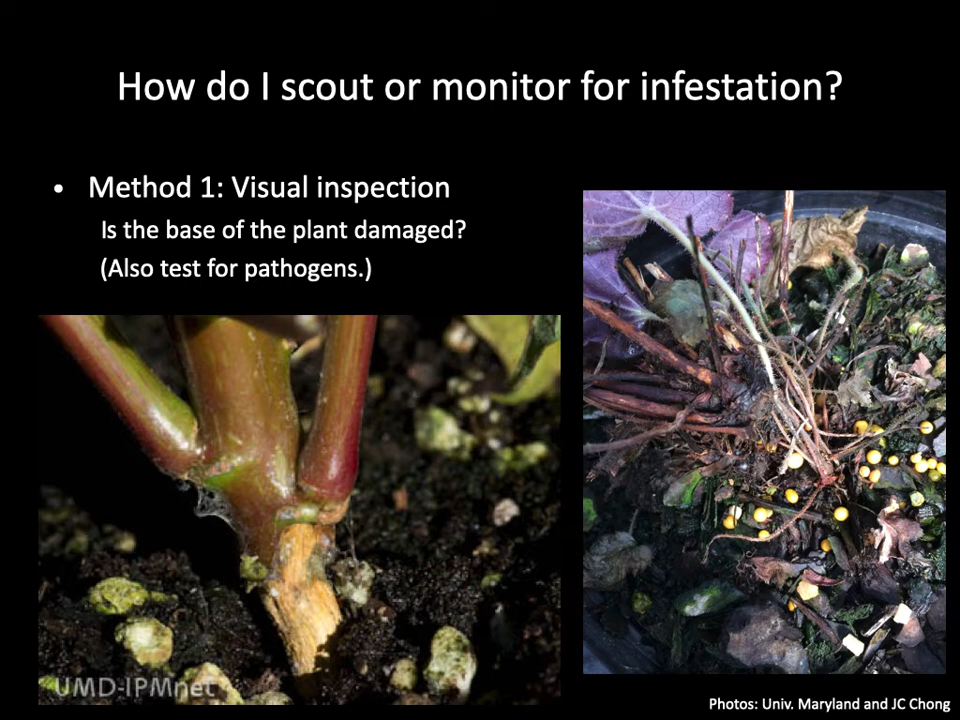 How do I scout or monitor for infestation?
• Method 1: Visual inspection
Is the base of the plant damaged?
(Also test for pathogens.)
UMD-IPMnet
Photos: Univ. Maryland and JC Chong